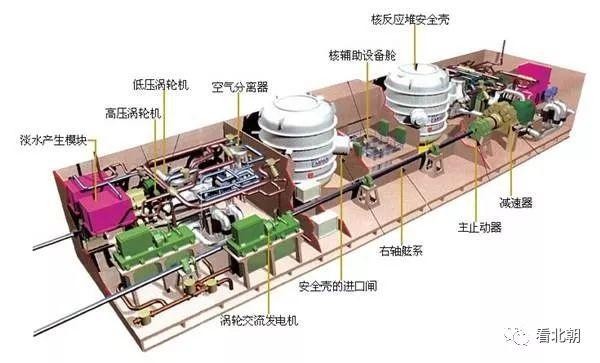 核反应堆安全壳
核辅助设备舱
低压涡轮机
空气分离器
高压涡轮机
淡水产生模块
减速器
主止动器
右轴舷系
安全壳的进口闸
涡轮交流发电机
看北朝